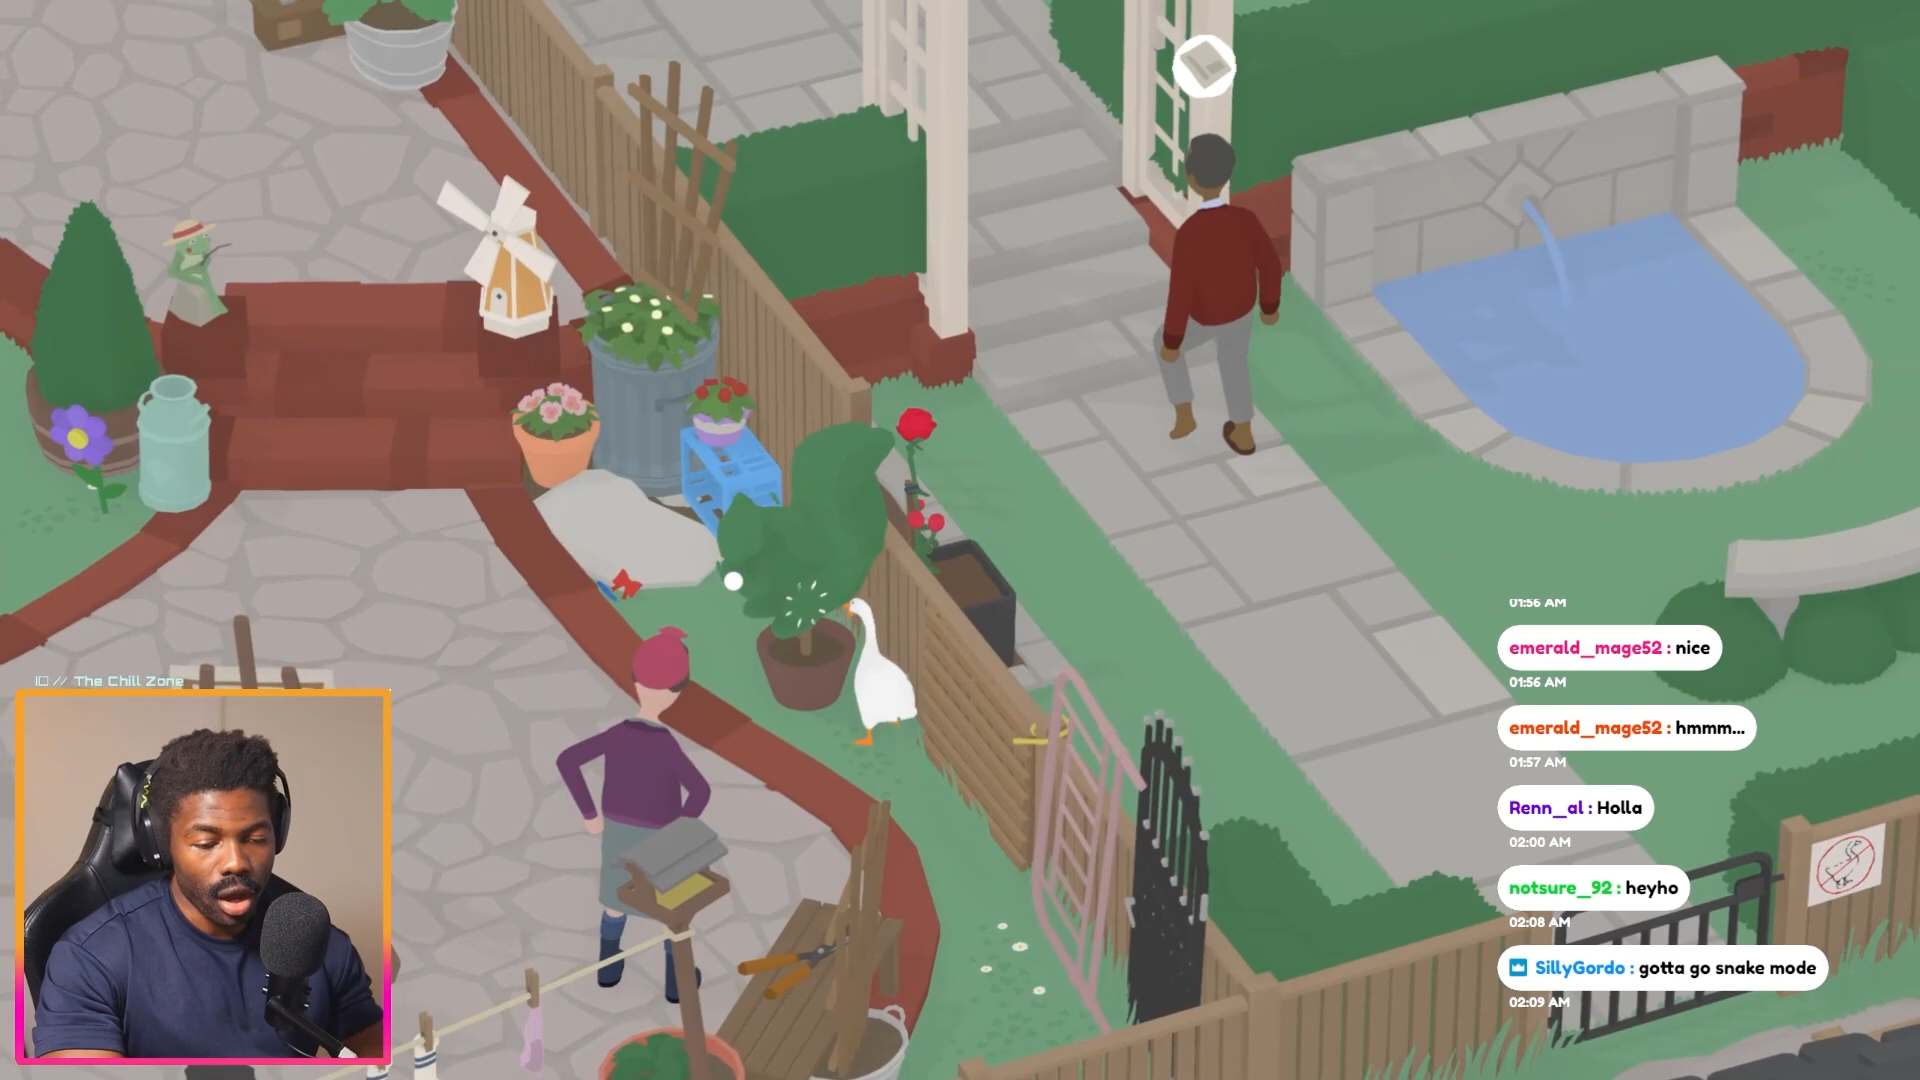 ID // The Chill Zone
01:56 AM
emerald_mage52 : nice
01:56 AM
emerald_mage52 : hmmm...
01:57 AM
Renn_al : Holla
02:00 AM
notsure_92 : heyho
02:08 AM
SillyGordo : gotta go snake mode
02:09 AM